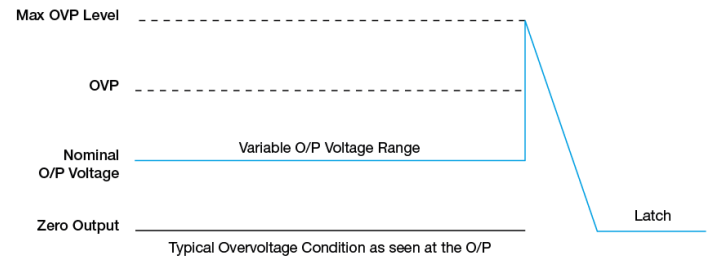 Max OVP Level
OVP
Variable O/P Voltage Range
Nominal
O/P Voltage
Latch
Zero Output
Typical Overvoltage Condition as seen at the O/P